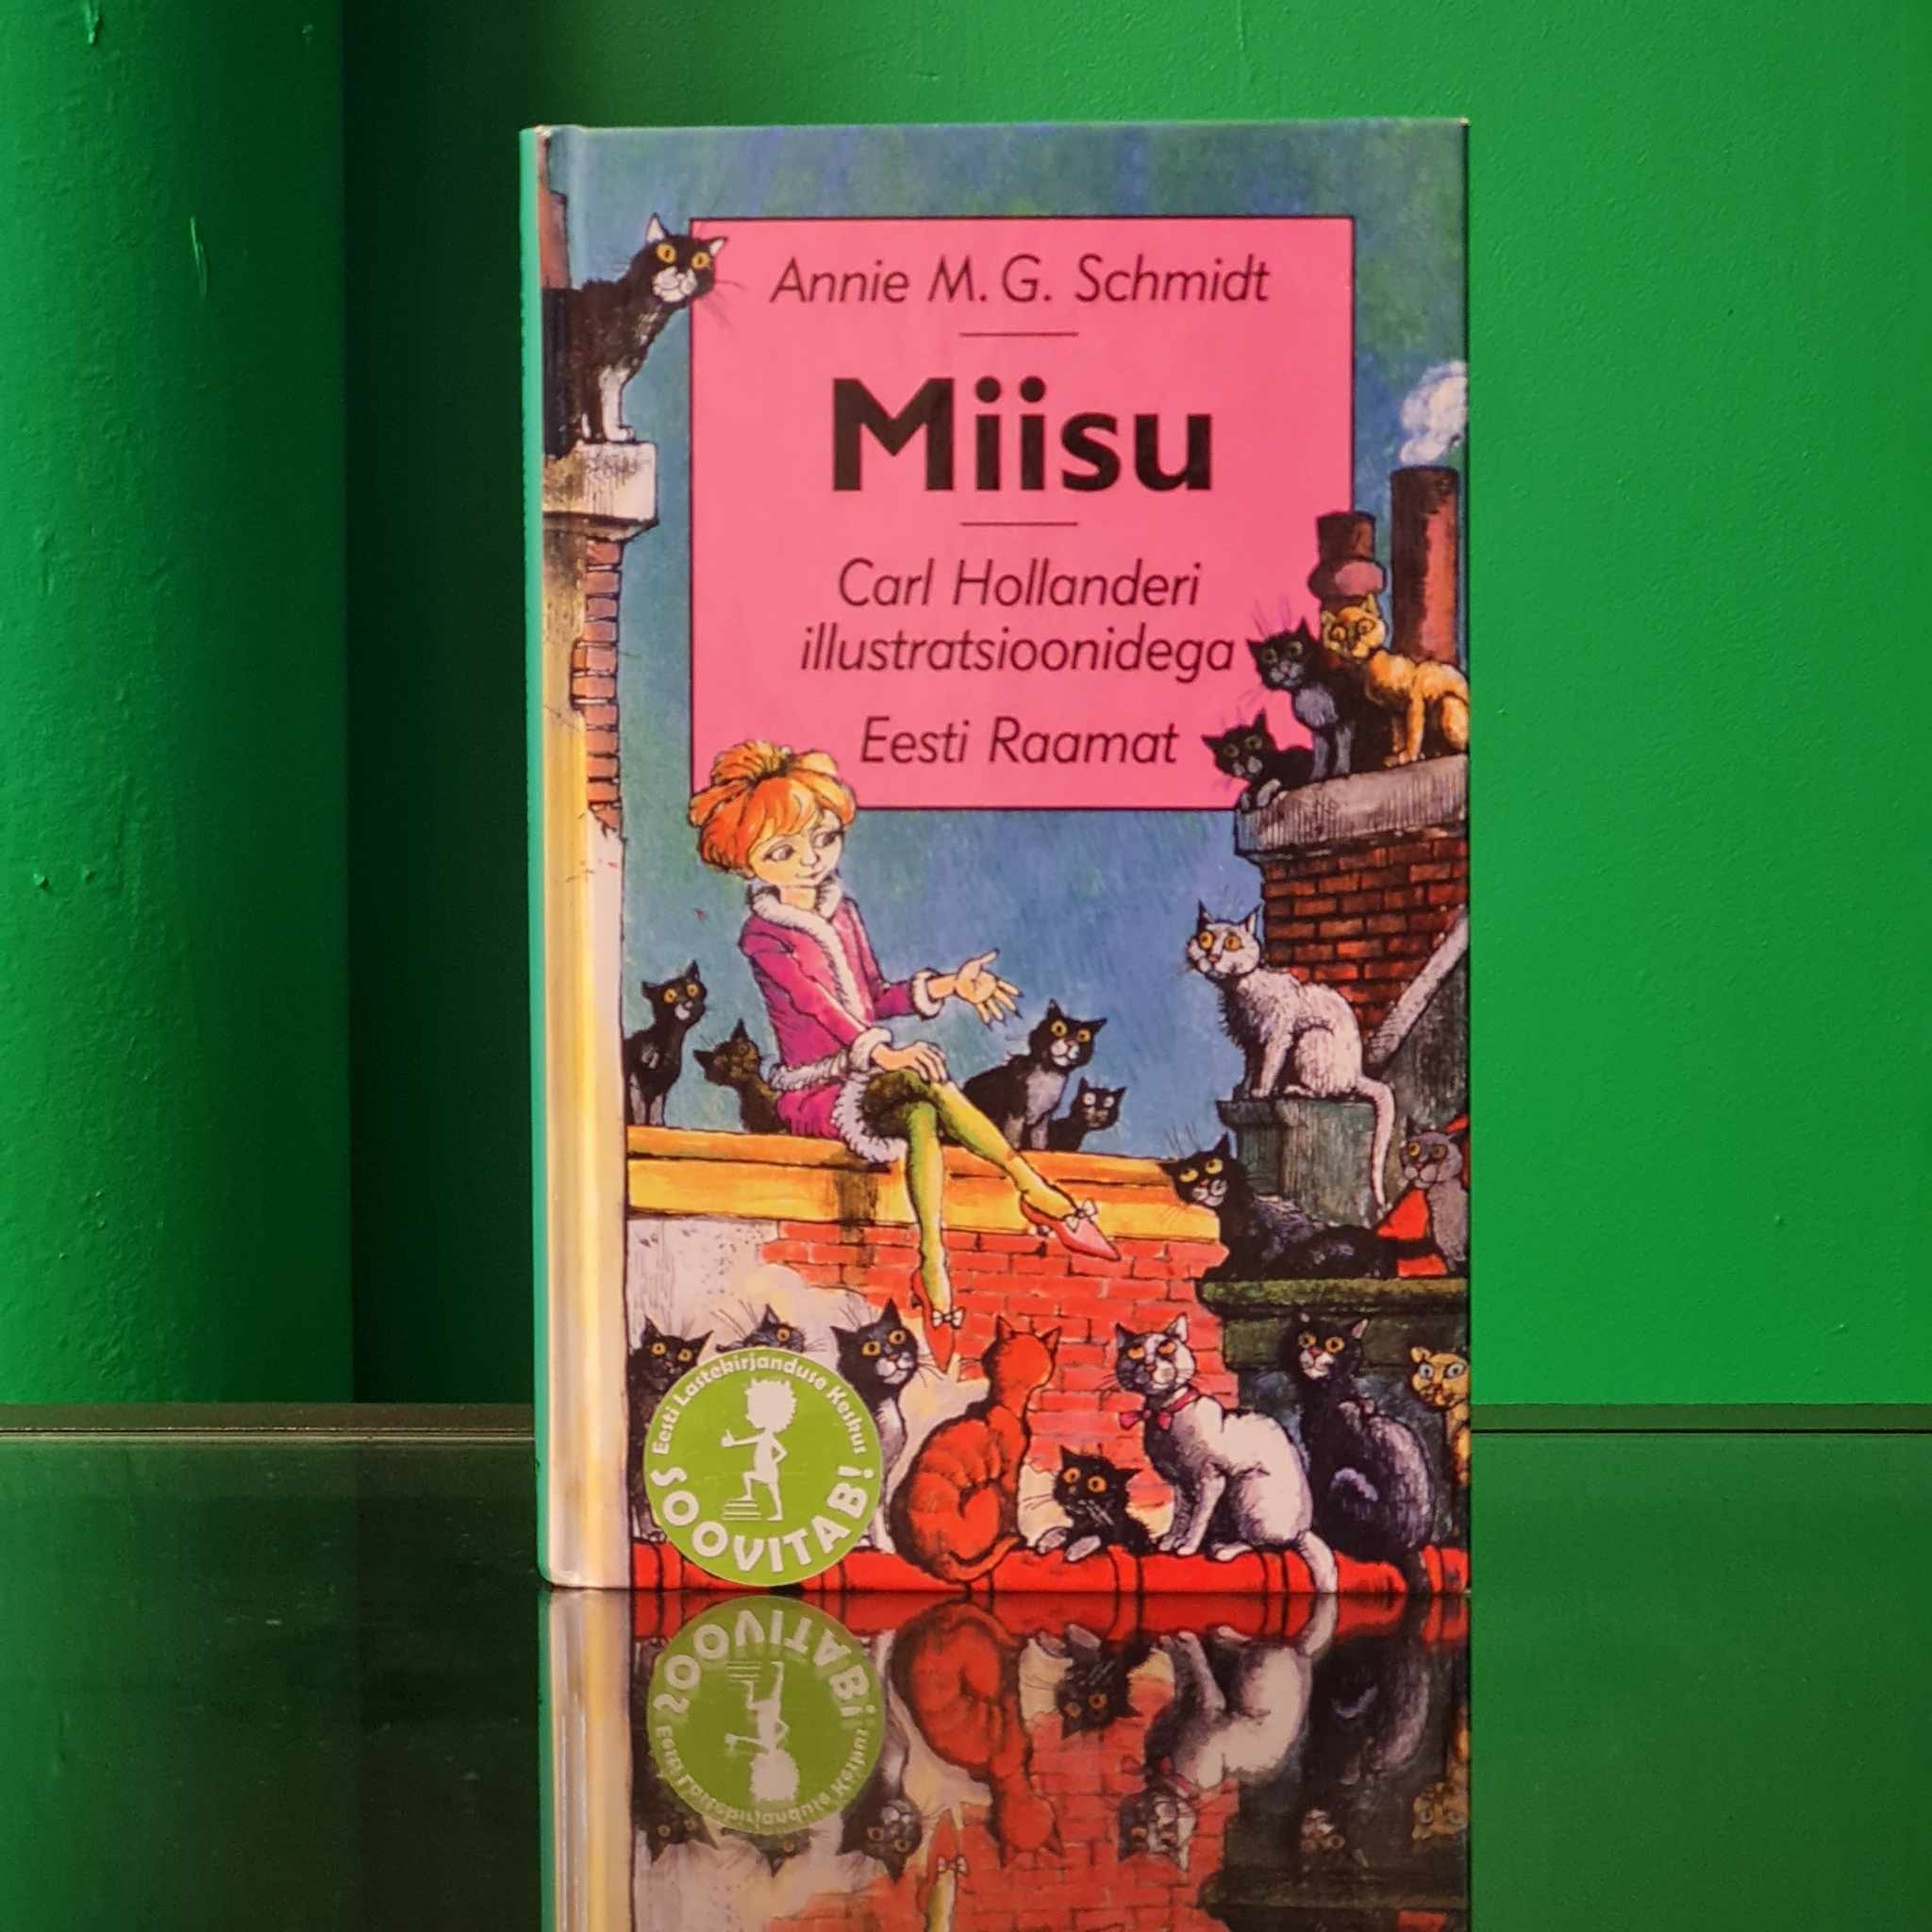 Annie M. G. Schmidt
Miisu
Carl Hollanderi
illustratsioonidega
Eesti Raamat
Eesti Lastekirjanduse Keskus
SOOVITAB!